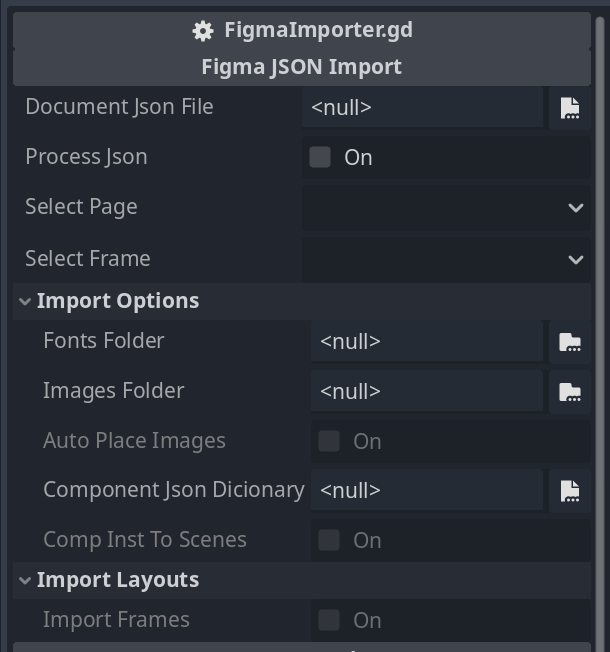 FigmaImporter.gd
Figma JSON Import
Document Json File <null>
Process Json On
Select Page
Select Frame
Import Options
Fonts Folder <null>
Images Folder <null>
Auto Place Images On
Component Json Dicionary <null>
Comp Inst To Scenes On
Import Layouts
Import Frames On